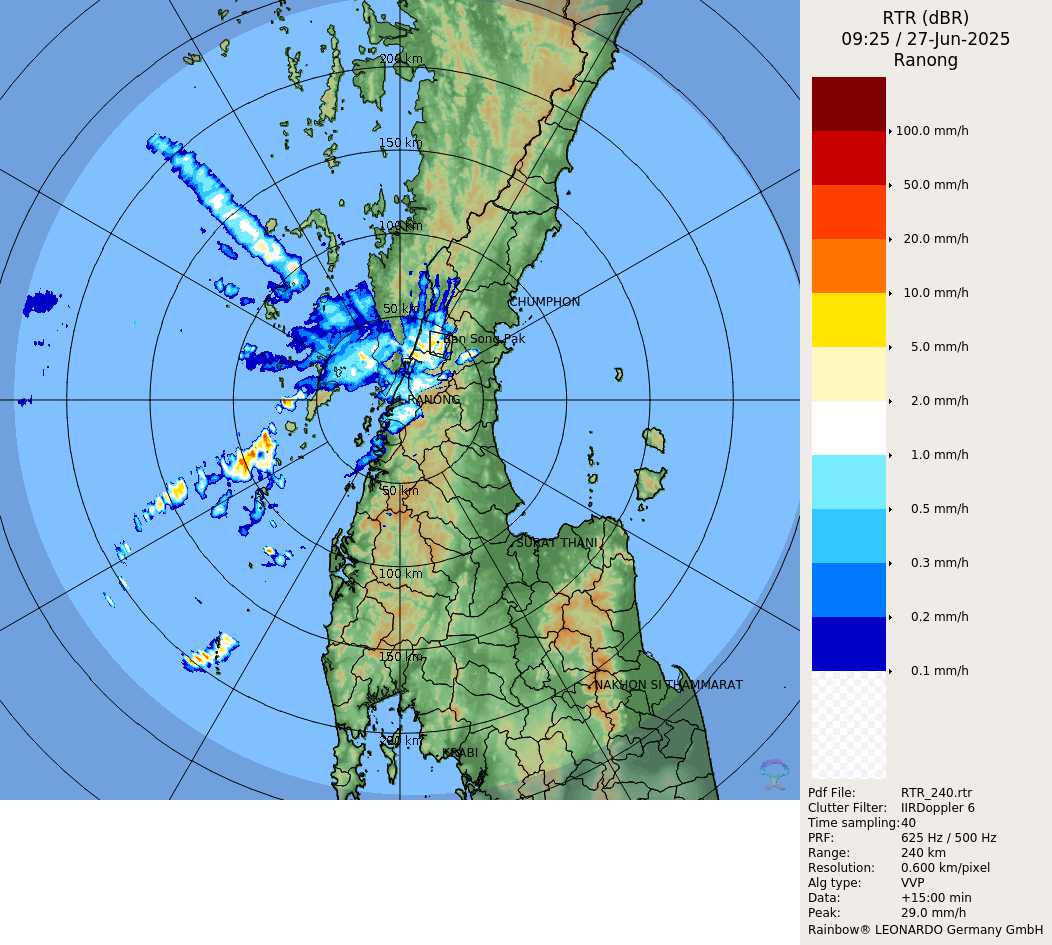 RTR (dBR)
09:25 / 27-Jun-2025
Ranong
200 km
150 km
100 km
50 km
CHUMPHON
Ban Song Pak
RANONG
50 km
SURAT THANI
100 km
150 km
NAKHON SI THAMMARAT
200 km
KRABI
100.0 mm/h
50.0 mm/h
20.0 mm/h
10.0 mm/h
5.0 mm/h
2.0 mm/h
1.0 mm/h
0.5 mm/h
0.3 mm/h
0.2 mm/h
0.1 mm/h
Pdf File: RTR_240.rtr
Clutter Filter: IIRDoppler 6
Time sampling:40
PRF: 625 Hz / 500 Hz
Range: 240 km
Resolution: 0.600 km/pixel
Alg type: VVP
Data: +15:00 min
Peak: 29.0 mm/h
Rainbow® LEONARDO Germany GmbH